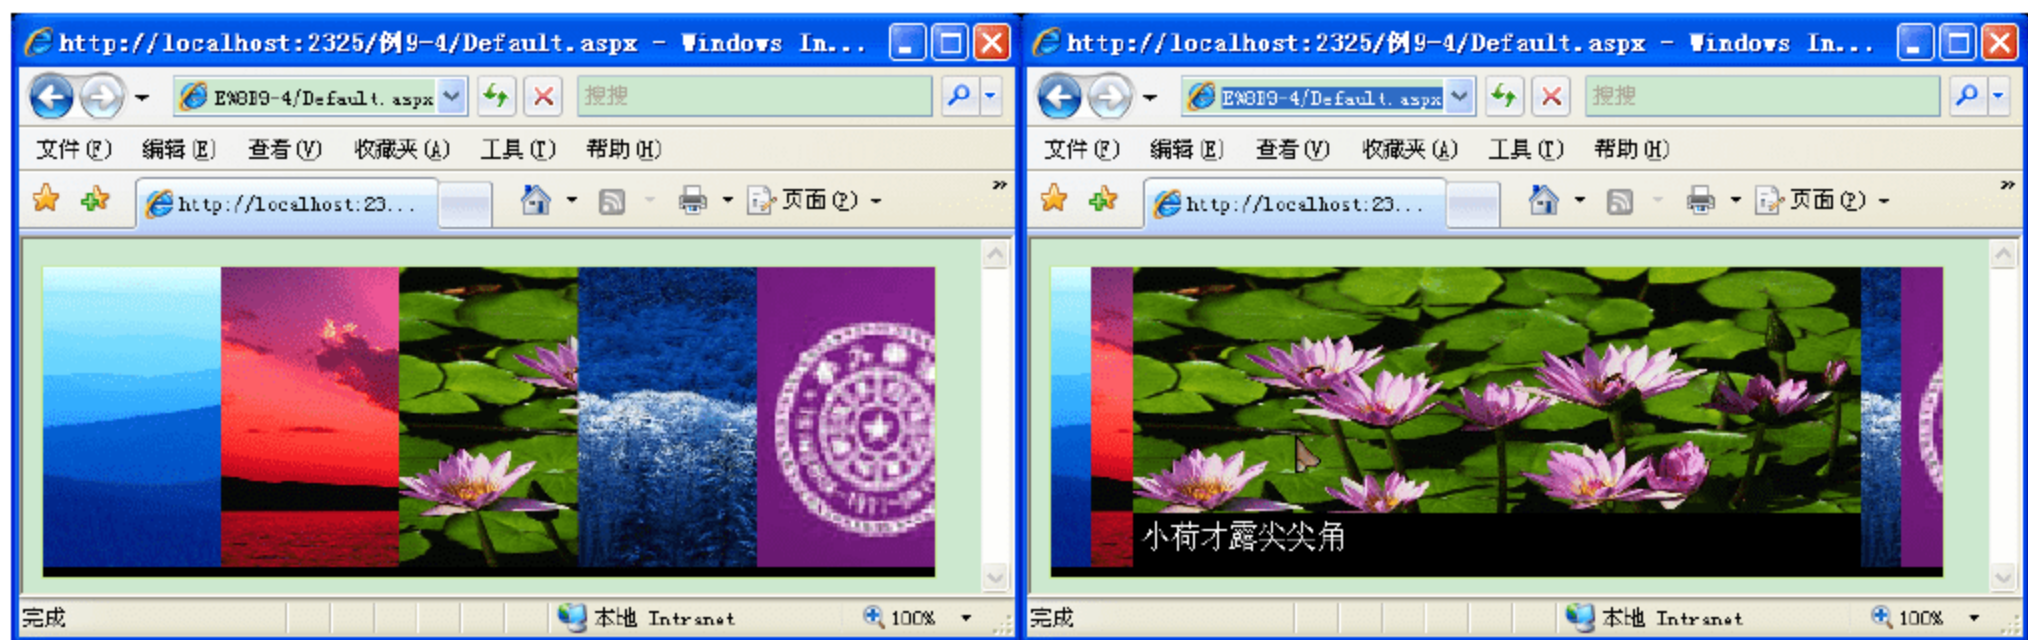 http://localhost:2325/例9-4/Default.aspx - Windows In...
E%8B9-4/Default.aspx
搜搜
文件(F) 编辑(E) 查看(V) 收藏夹(A) 工具(T) 帮助(H)
http://localhost:23...
页面(P)
»
完成
本地 Intranet
100%
http://localhost:2325/例9-4/Default.aspx - Windows In...
E%8B9-4/Default.aspx
搜搜
文件(F) 编辑(E) 查看(V) 收藏夹(A) 工具(T) 帮助(H)
http://localhost:23...
页面(P)
»
小荷才露尖尖角
完成
本地 Intranet
100%